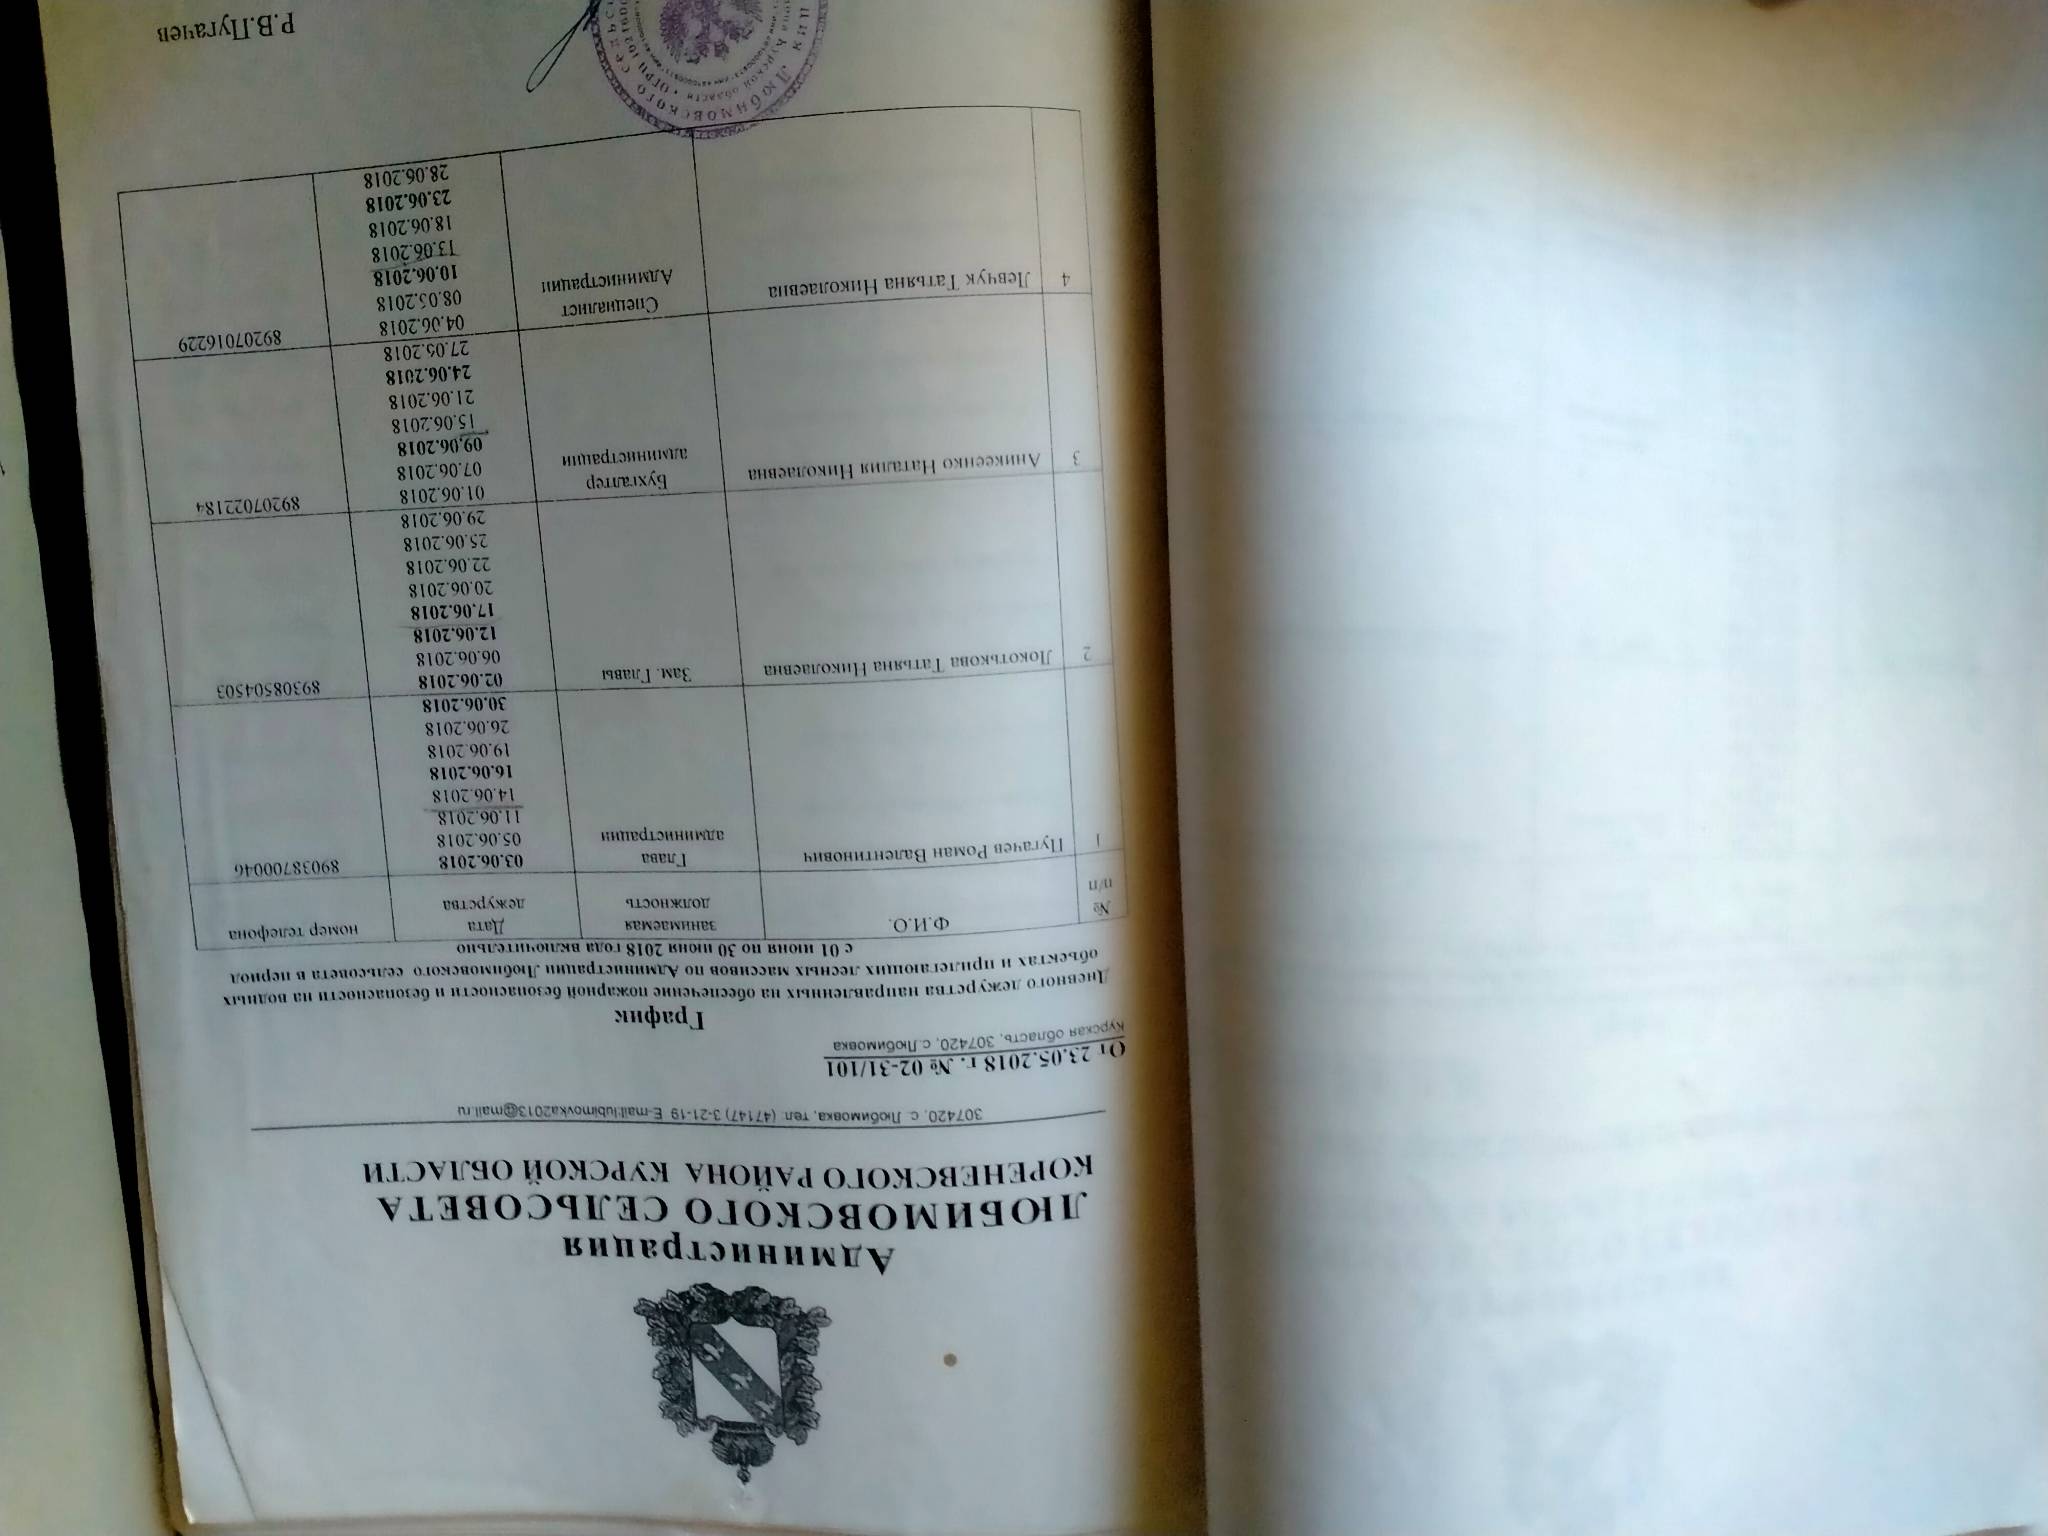 Администрация
ЛЮБИМОВСКОГО СЕЛЬСОВЕТА
КОРЕНЕВСКОГО РАЙОНА КУРСКОЙ ОБЛАСТИ
307420, с. Любимовка, тел. (47147) 3-21-19 E-mail:lubimovka2013@mail.ru
От 23.05.2018 г. № 02-31/101
Курская область, 307420, с.Любимовка
График
Дневного дежурства направленных на обеспечение пожарной безопасности и безопасности на водных
объектах и прилегающих лесных массивов по Администрации Любимовского сельсовета в период
с 01 июня по 30 июня 2018 года включительно
№ п/п Ф.И.О. занимаемая должность Дата дежурства номер телефона
1 Пугачев Роман Валентинович Глава администрации 03.06.2018 89038700046
05.06.2018
11.06.2018
14.06.2018
16.06.2018
19.06.2018
26.06.2018
30.06.2018
2 Локотькова Татьяна Николаевна Зам. Главы 02.06.2018 89308504503
06.06.2018
12.06.2018
17.06.2018
20.06.2018
22.06.2018
25.06.2018
29.06.2018
3 Аникеенко Наталия Николаевна Бухгалтер администрации 01.06.2018 89207022184
07.06.2018
09.06.2018
15.06.2018
21.06.2018
24.06.2018
27.05.2018
4 Левчук Татьяна Николаевна Специалист Администрации 04.06.2018 89207016229
08.03.2018
10.06.2018
13.06.2018
18.06.2018
23.06.2018
28.06.2018
Любимовского
Курской области • ОГРН
Р.В.Пугачев